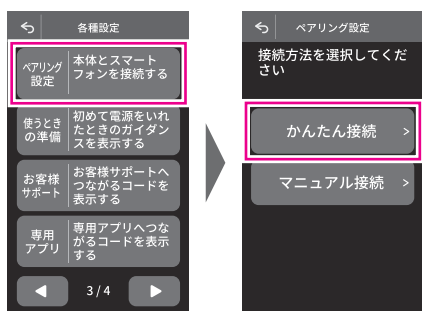 各種設定
ペアリング
設定
本体とスマート
フォンを接続する
使うとき
の準備
初めて電源をいれ
たときのガイダン
スを表示する
お客様
サポート
お客様サポートへ
つながるコードを
表示する
専用
アプリ
専用アプリへつな
がるコードを表示
する
3/4
ペアリング設定
接続方法を選択してくだ
さい
かんたん接続 >
マニュアル接続 >